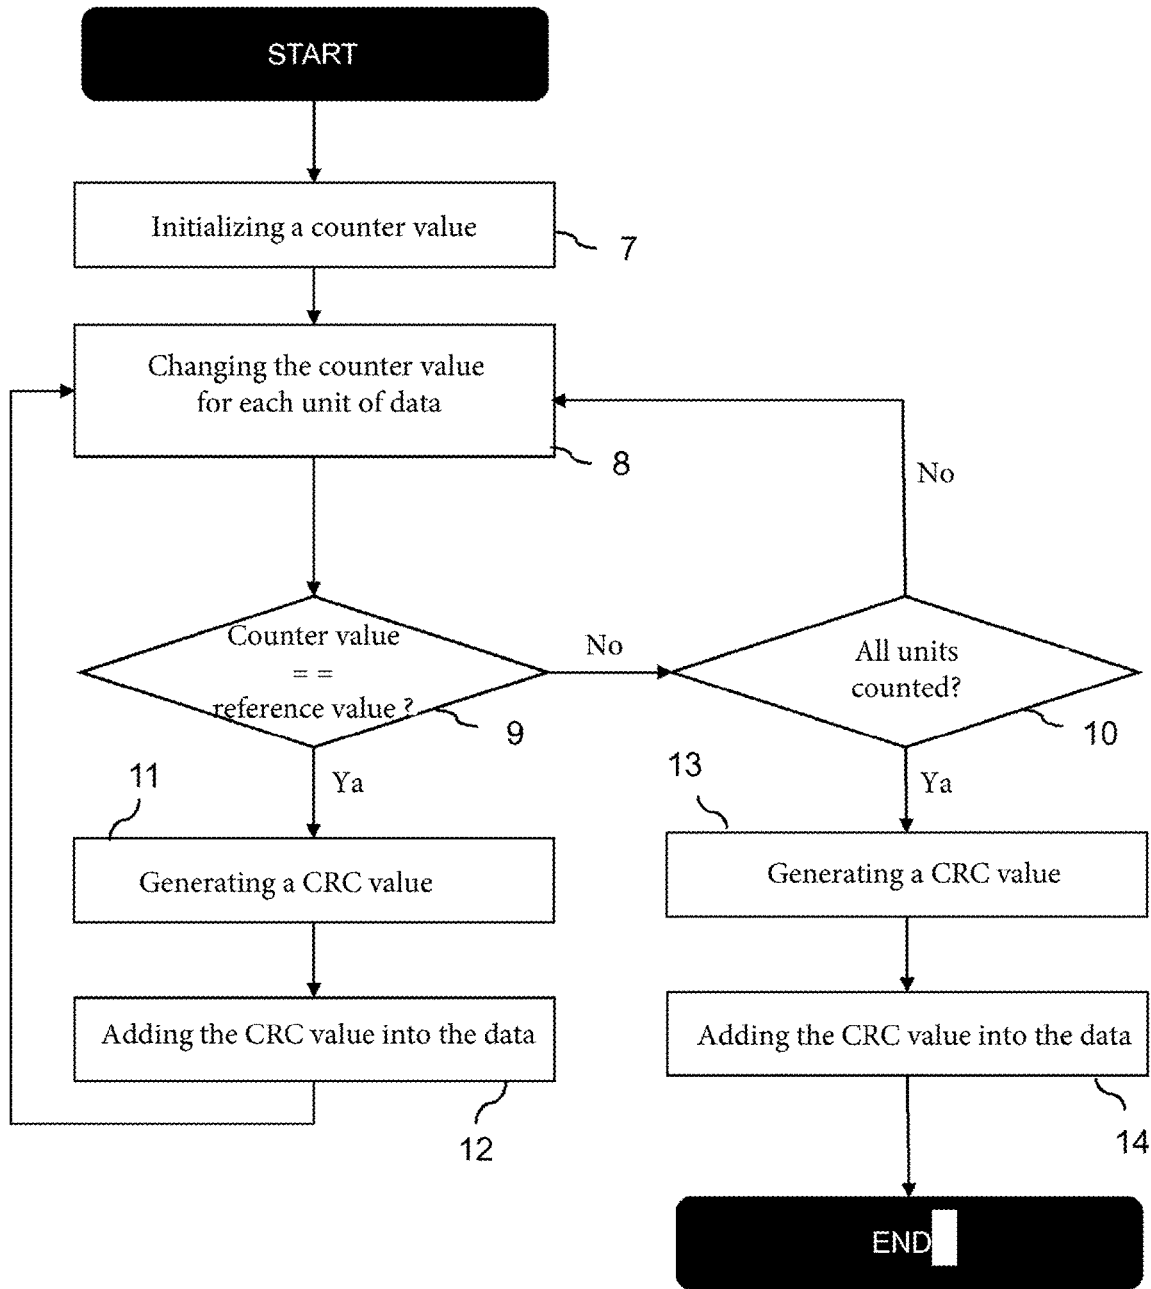 START
Initializing a counter value
7
Changing the counter value
for each unit of data
8
No
Counter value
= =
reference value ?
9
No
All units
counted?
10
Ya
11
Generating a CRC value
Ya
13
Generating a CRC value
Adding the CRC value into the data
12
Adding the CRC value into the data
14
END